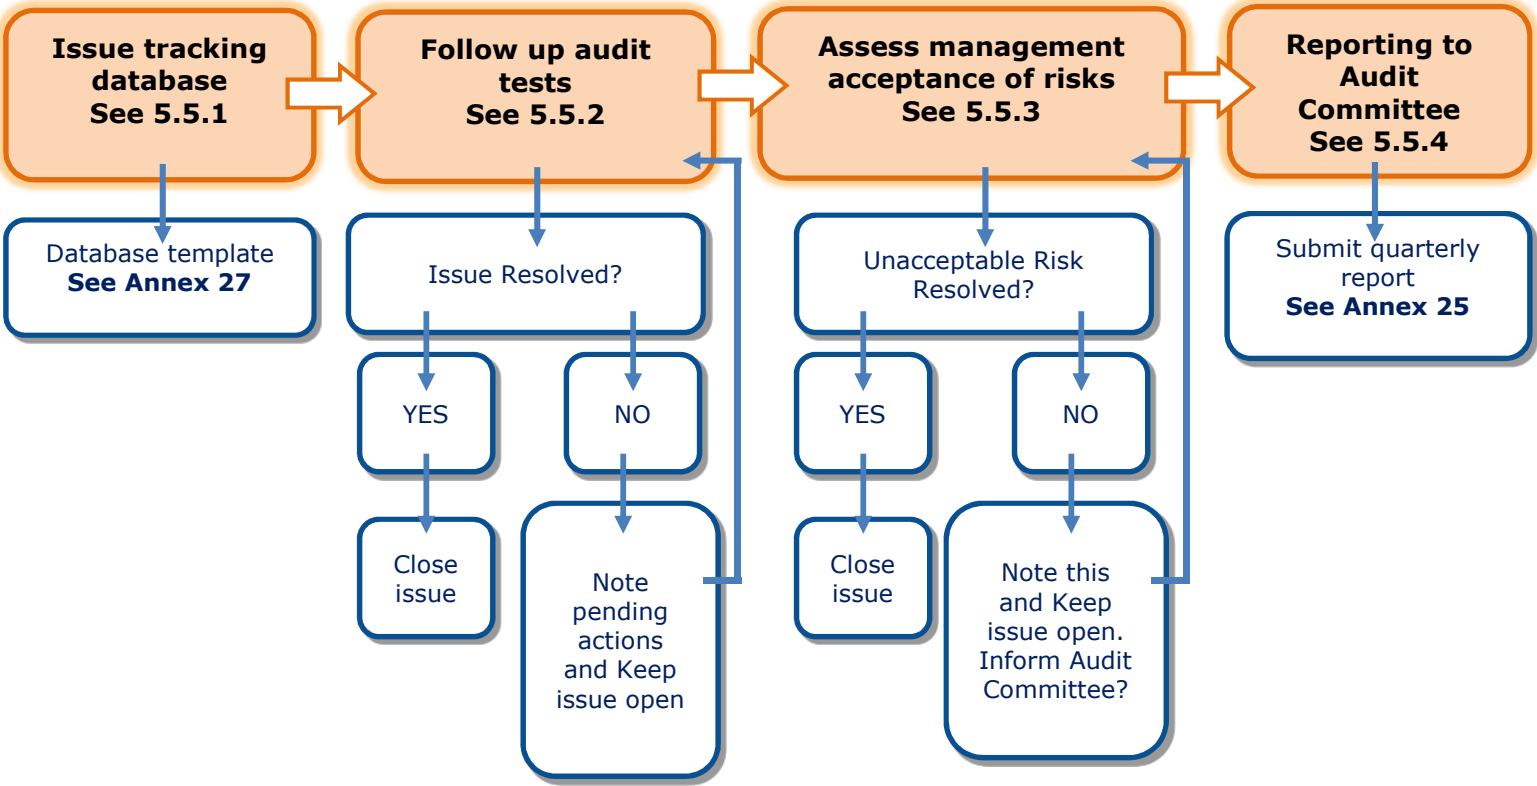 Issue tracking
database
See 5.5.1
Follow up audit
tests
See 5.5.2
Assess management
acceptance of risks
See 5.5.3
Reporting to
Audit
Committee
See 5.5.4
Database template
See Annex 27
Issue Resolved?
Unacceptable Risk
Resolved?
Submit quarterly
report
See Annex 25
YES
NO
YES
NO
Close
issue
Note
pending
actions
and Keep
issue open
Close
issue
Note this
and Keep
issue open.
Inform Audit
Committee?